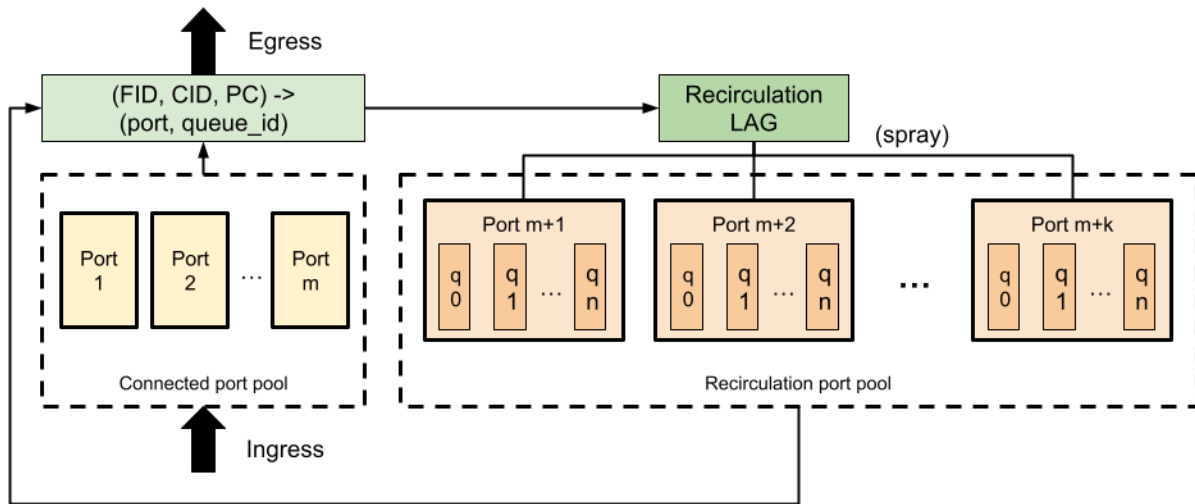 Egress
(FID, CID, PC) ->
(port, queue_id)
Recirculation
LAG
(spray)
Port
1
Port
2
...
Port
m
Connected port pool
Ingress
Port m+1
q
0
q
1
...
q
n
Port m+2
q
0
q
1
...
q
n
...
Port m+k
q
0
q
1
...
q
n
Recirculation port pool